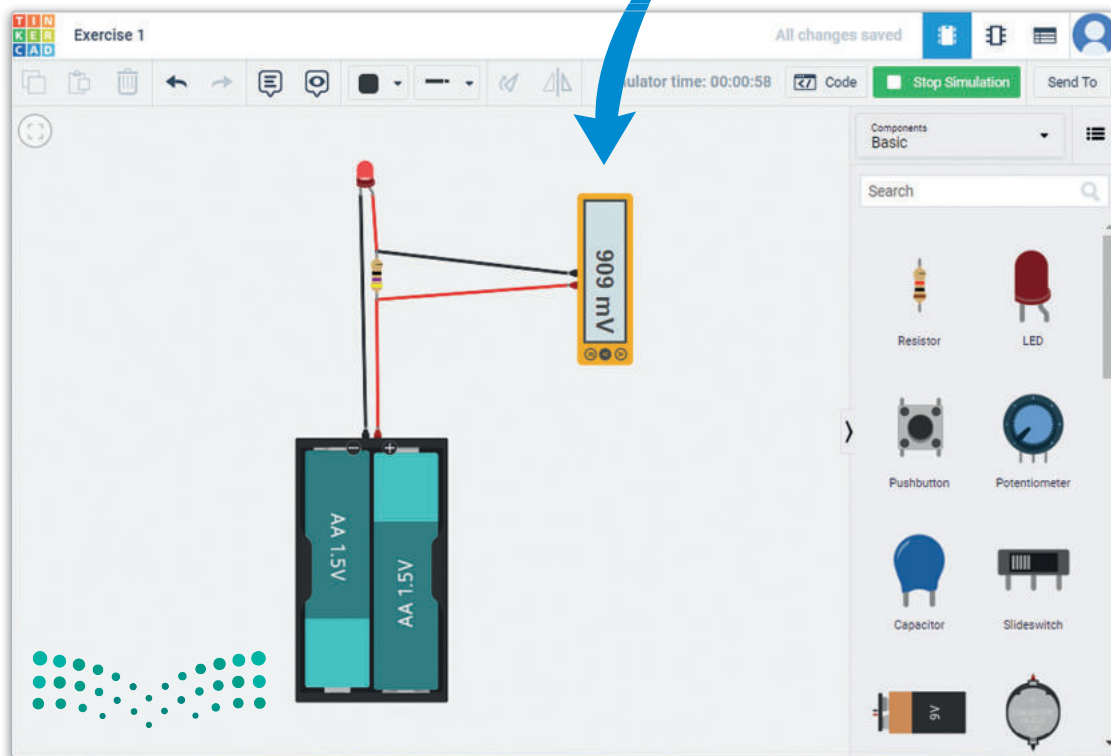 TIN
KER
CAD
Exercise 1
All changes saved
ulator time: 00:00:58
Code
Stop Simulation
Send To
Components
Basic
Search
Resistor
LED
Pushbutton
Potentiometer
Capacitor
Slideswitch
9V
909 mV
− +
AA 1.5V
AA 1.5V